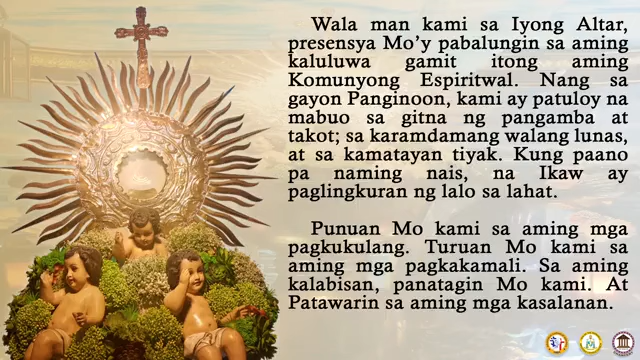 Wala man kami sa Iyong Altar,
presensya Mo’y pabalungin sa aming
kaluluwa gamit itong aming
Komunyong Espiritwal. Nang sa
gayon Panginoon, kami ay patuloy na
mabuo sa gitna ng pangamba at
takot; sa karamdamang walang lunas,
at sa kamatayan tiyak. Kung paano
pa naming nais, na Ikaw ay
paglingkuran ng lalo sa lahat.
Punuan Mo kami sa aming mga
pagkukulang. Turuan Mo kami sa
aming mga pagkakamali. Sa aming
kalabisan, panatagin Mo kami. At
Patawarin sa aming mga kasalanan.